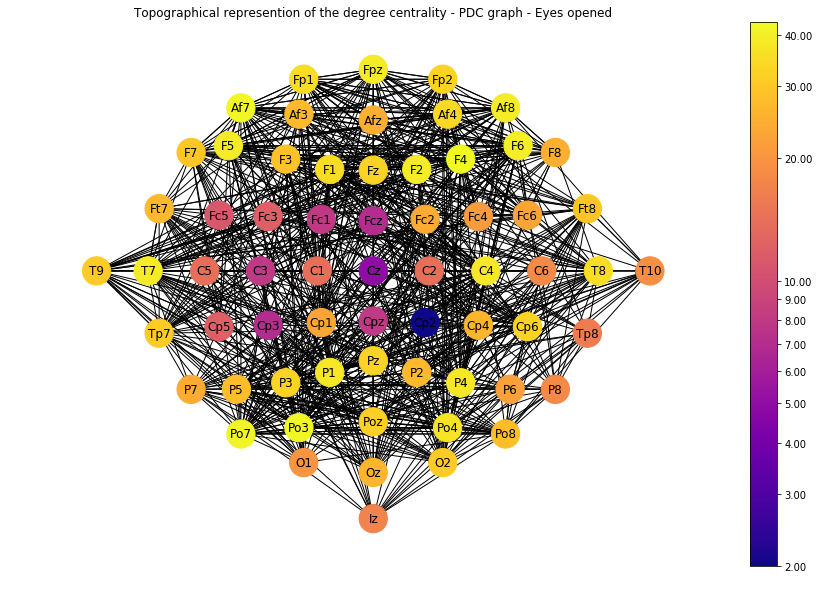 Topographical represention of the degree centrality - PDC graph - Eyes opened
Fpz
Fp1 Fp2
Af7 Af8
Af3 Afz Af4
F7 F5 F3 F1 Fz F2 F4 F6 F8
Ft7 Fc5 Fc3 Fc1 Fcz Fc2 Fc4 Fc6 Ft8
T9 T7 C5 C3 C1 Cz C2 C4 C6 T8 T10
Tp7 Cp5 Cp3 Cp1 Cpz Cp2 Cp4 Cp6 Tp8
P7 P5 P3 P1 Pz P2 P4 P6 P8
Po7 Po3 Poz Po4 Po8
O1 Oz O2
Iz
40.00
30.00
20.00
10.00
9.00
8.00
7.00
6.00
5.00
4.00
3.00
2.00